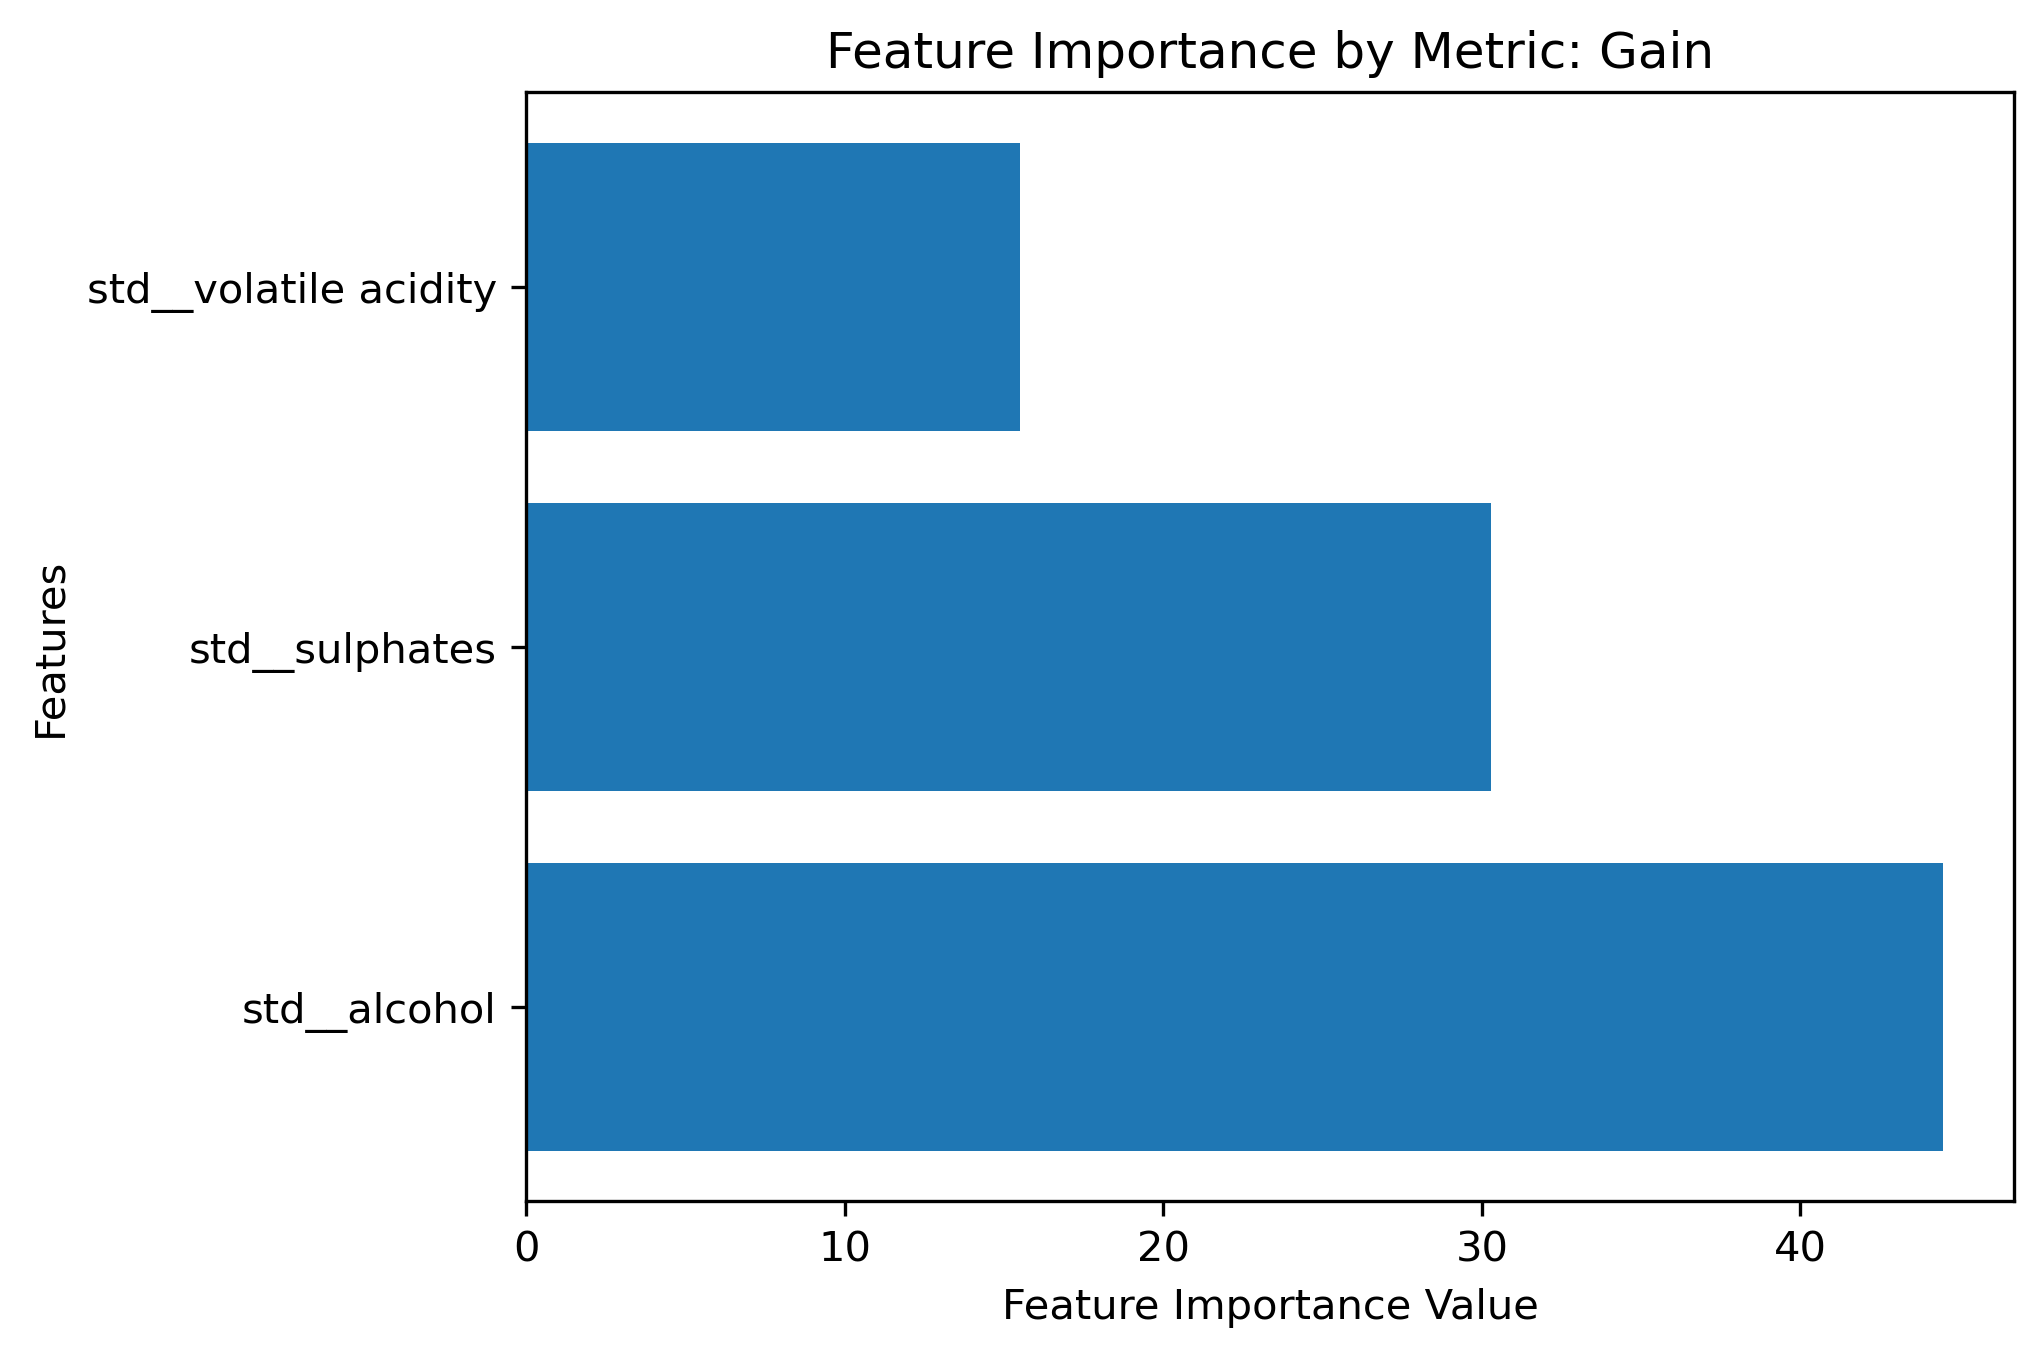 Feature Importance by Metric: Gain
std__volatile acidity
std__sulphates
std__alcohol
Features
0 10 20 30 40
Feature Importance Value